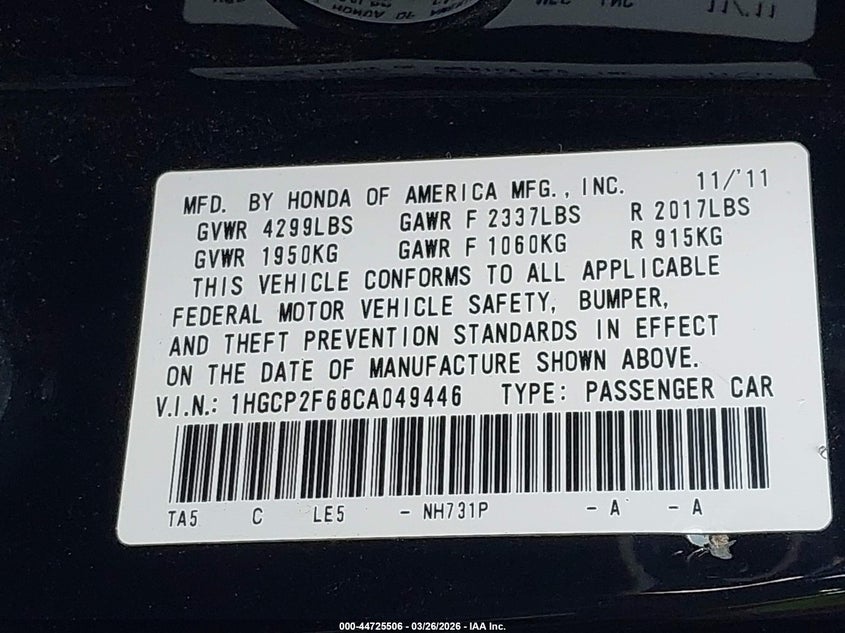 11/'11
MFD. BY HONDA OF AMERICA MFG., INC. 11/'11
GVWR 4299LBS GAWR F 2337LBS R 2017LBS
GVWR 1950KG GAWR F 1060KG R 915KG
THIS VEHICLE CONFORMS TO ALL APPLICABLE
FEDERAL MOTOR VEHICLE SAFETY, BUMPER,
AND THEFT PREVENTION STANDARDS IN EFFECT
ON THE DATE OF MANUFACTURE SHOWN ABOVE.
V.I.N.: 1HGCP2F68CA049446 TYPE: PASSENGER CAR
TA5 C LE5 - NH731P - A - A
000-44725506 - 03/26/2026 - IAA Inc.